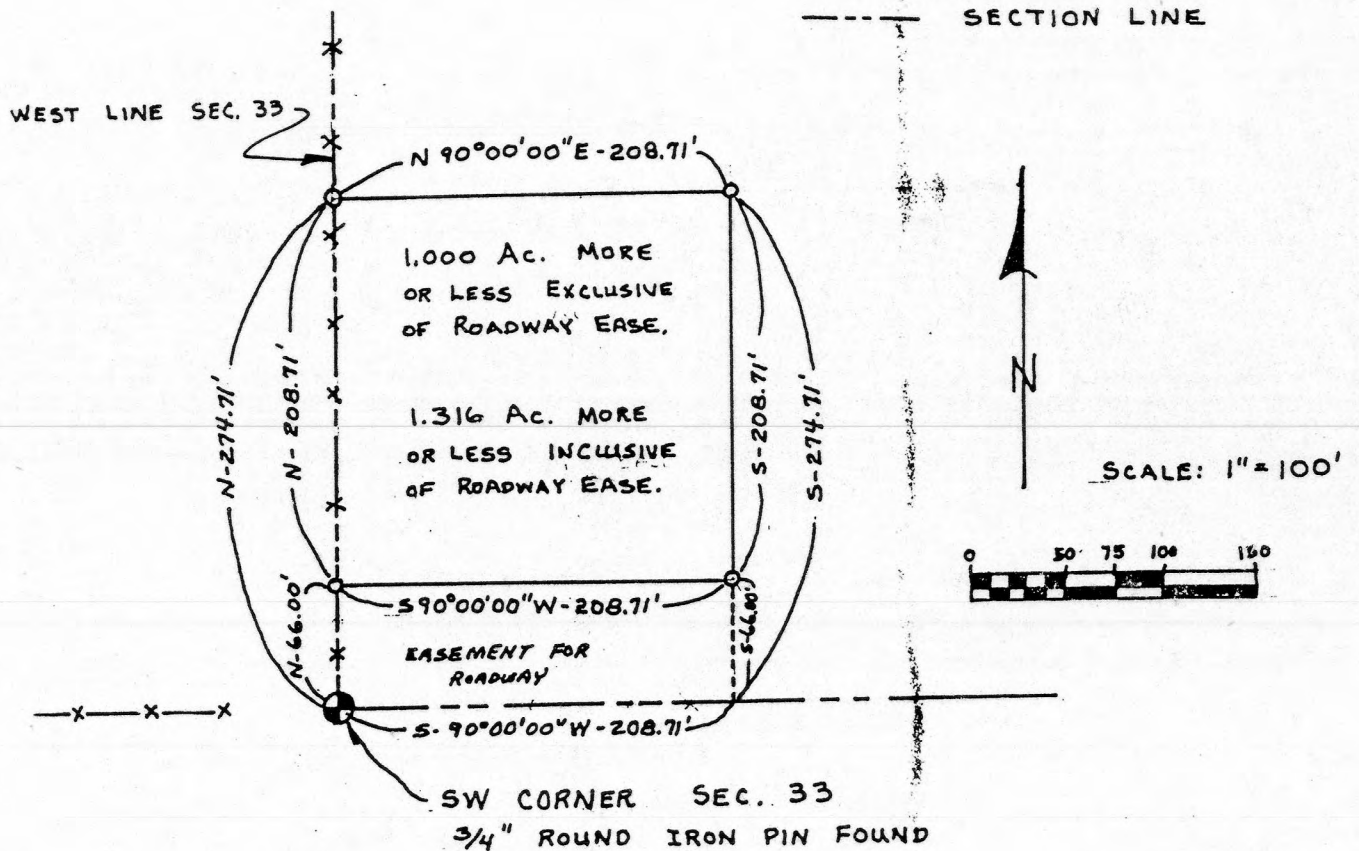 SECTION LINE
WEST LINE SEC. 33
N 90°00'00"E-208.71'
1.000 AC. MORE
OR LESS EXCLUSIVE
OF ROADWAY EASE.
1.316 AC. MORE
OR LESS INCLUSIVE
OF ROADWAY EASE.
N-274.71'
N-208.71'
S-208.71'
S-274.71'
N
SCALE: 1"=100'
0 50 75 100 150
S90°00'00"W-208.71'
N-66.00'
S-66.00'
EASEMENT FOR
ROADWAY
S-90°00'00"W-208.71'
SW CORNER SEC. 33
3/4" ROUND IRON PIN FOUND